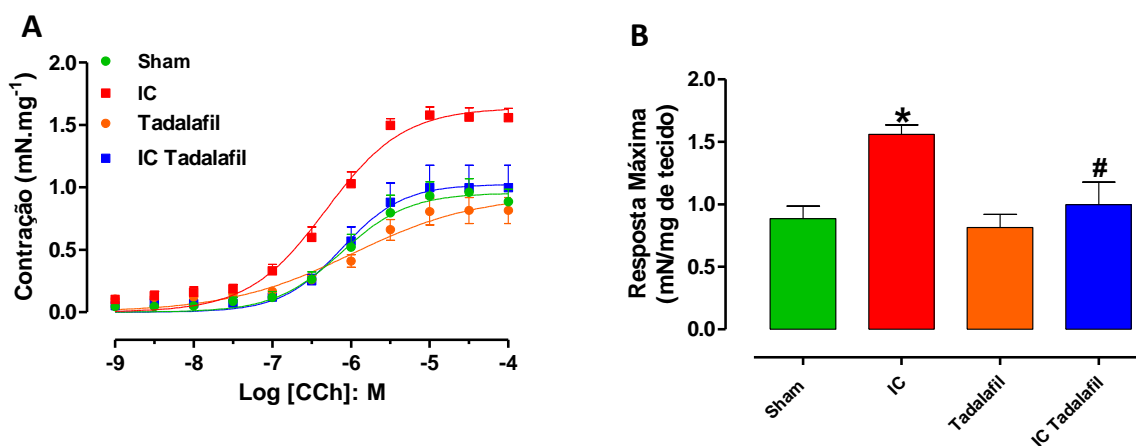 A
Contração (mN.mg⁻¹)
2.0
1.5
1.0
0.5
0.0
Sham
IC
Tadalafil
IC Tadalafil
-9 -8 -7 -6 -5 -4
Log [CCh]: M
B
Resposta Máxima
(mN/mg de tecido)
2.0
1.5
1.0
0.5
0.0
*
#
Sham
IC
Tadalafil
IC Tadalafil